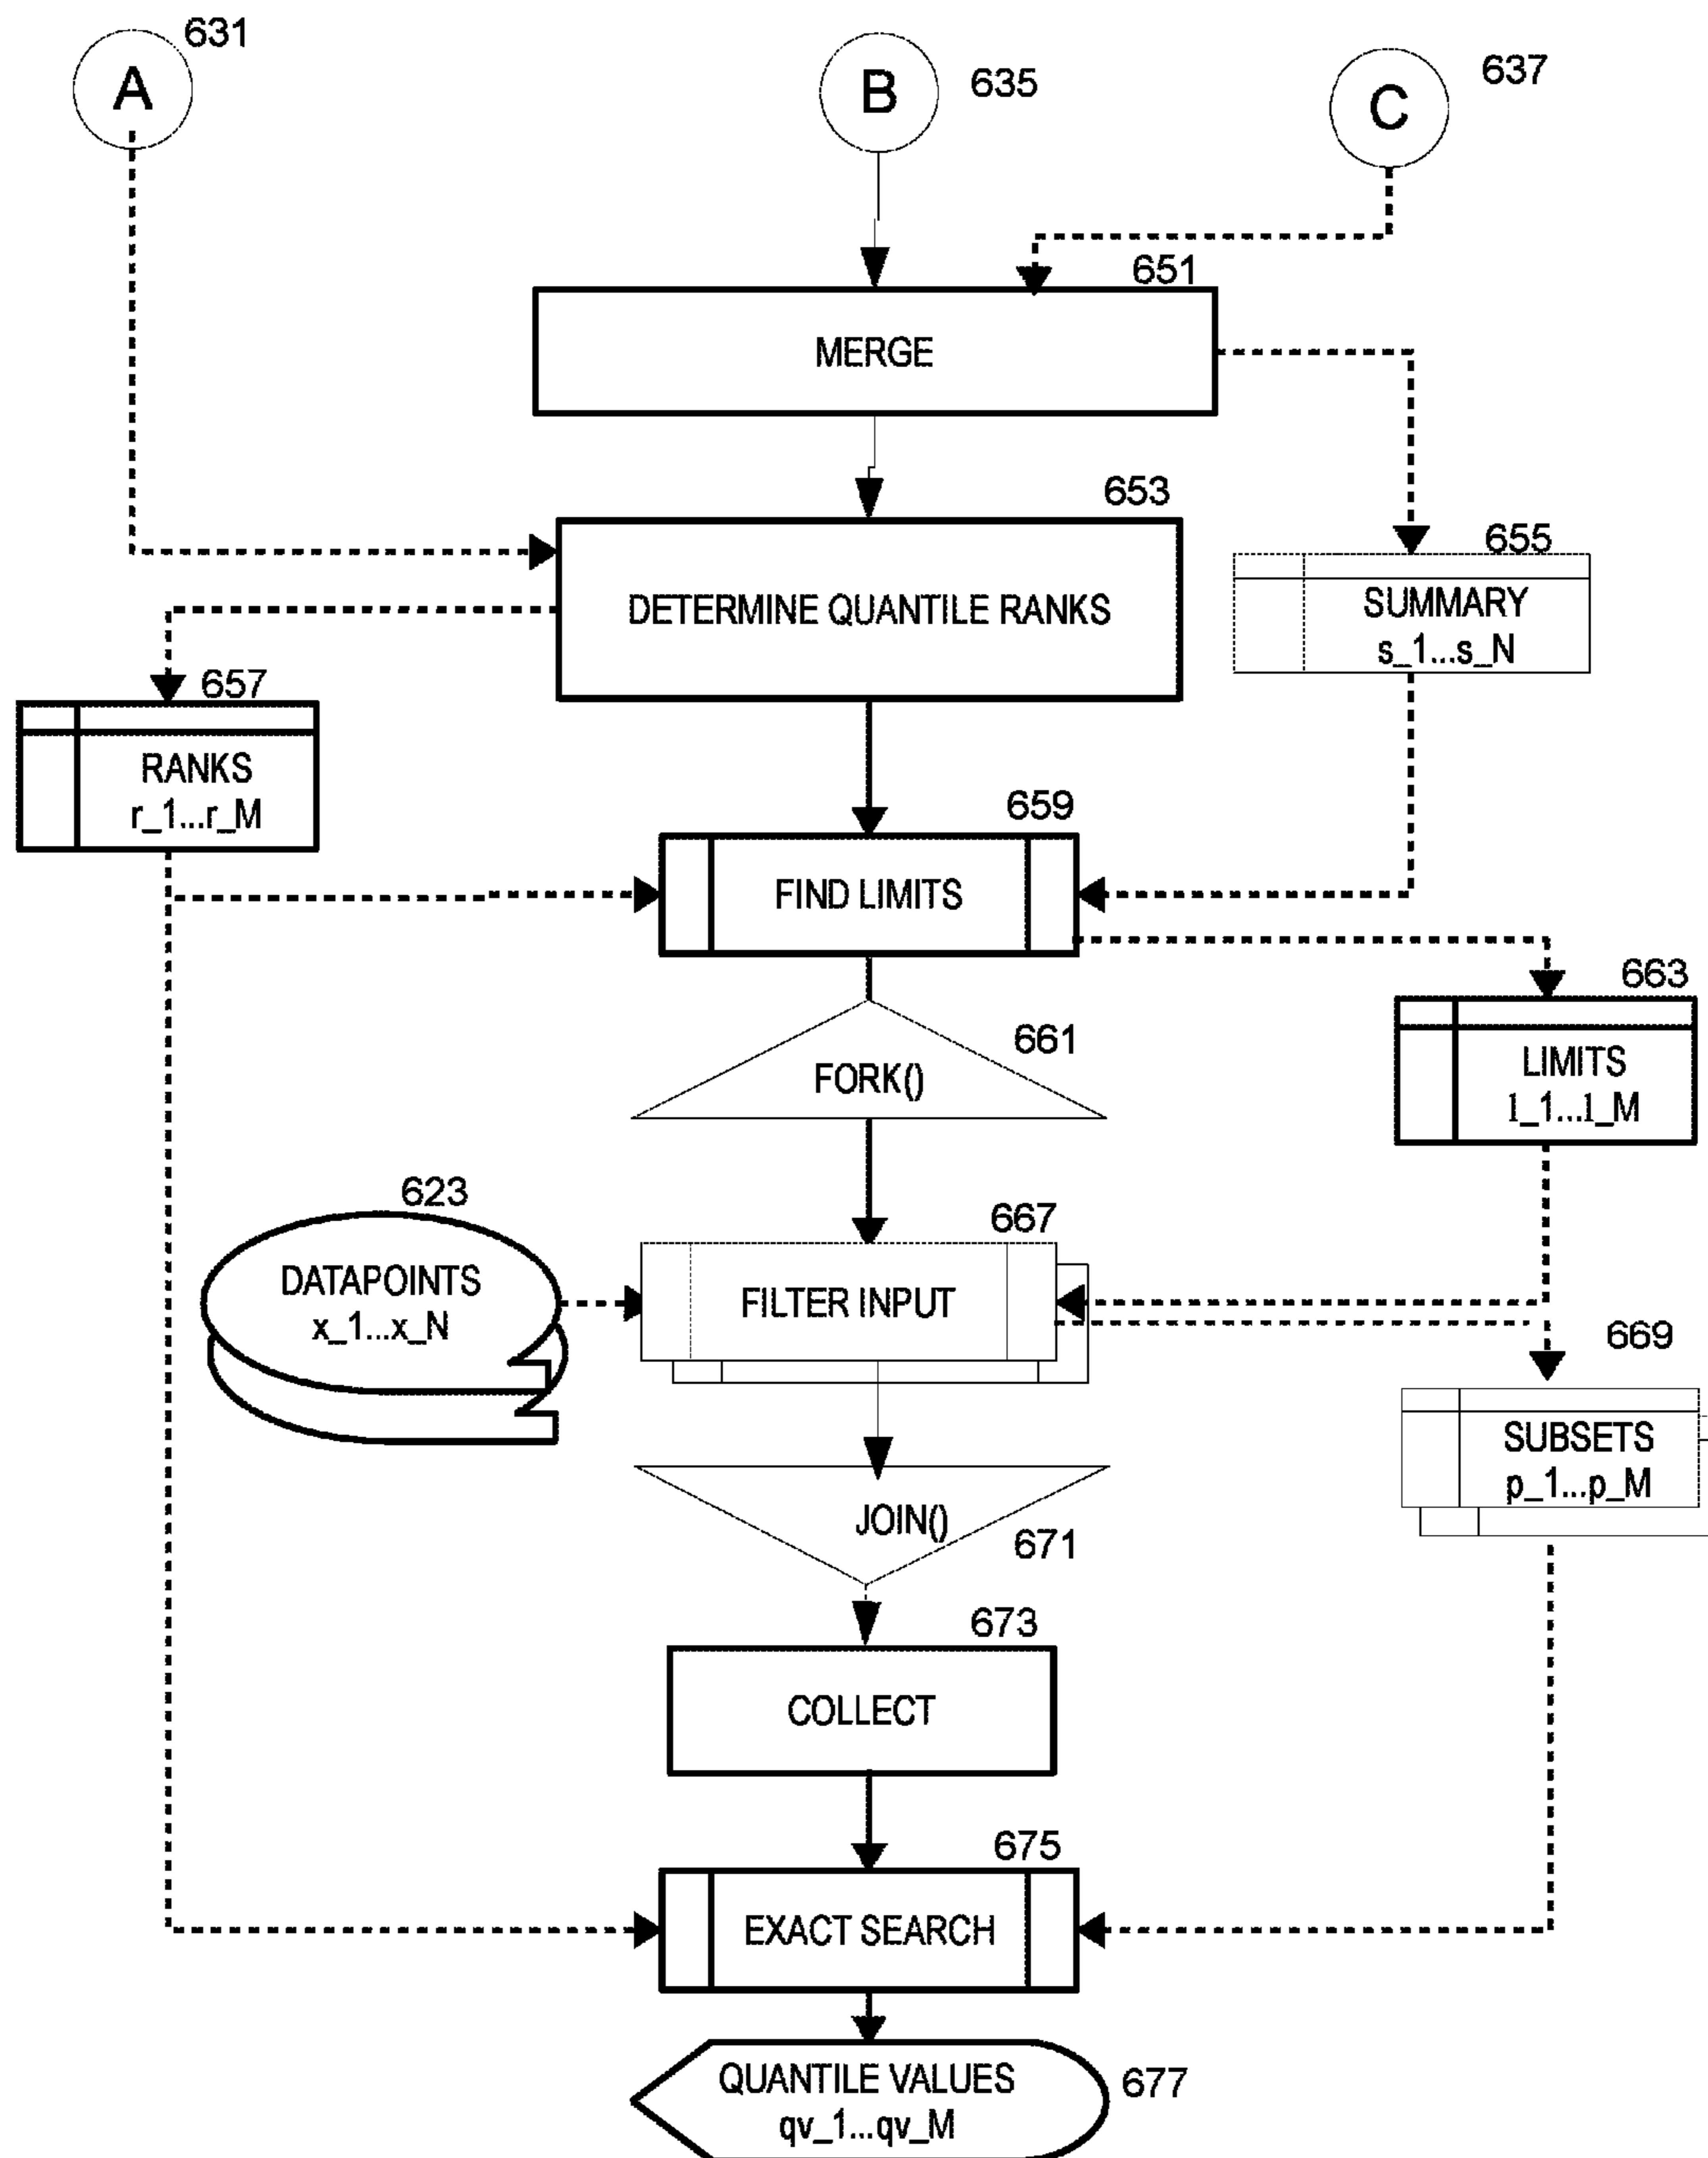 631
A
B
635
C
637
651
MERGE
653
DETERMINE QUANTILE RANKS
655
SUMMARY
s_1...s_N
657
RANKS
r_1...r_M
659
FIND LIMITS
661
FORK()
663
LIMITS
l_1...l_M
623
DATAPOINTS
x_1...x_N
667
FILTER INPUT
669
SUBSETS
p_1...p_M
JOIN()
671
673
COLLECT
675
EXACT SEARCH
QUANTILE VALUES
qv_1...qv_M
677